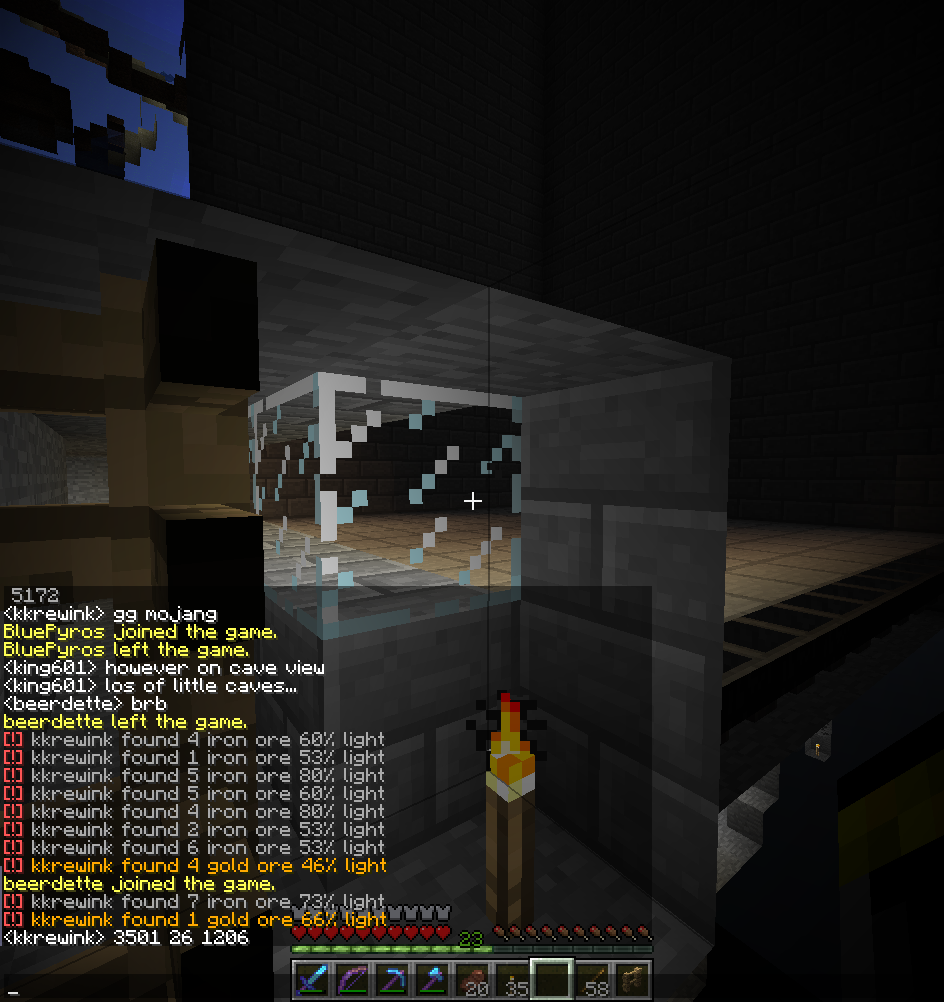 5172
<kkrewink> gg mojang
BluePyros joined the game.
BluePyros left the game.
<king601> however on cave view
<king601> los of little caves...
<beerdette> brb
beerdette left the game.
[!] kkrewink found 4 iron ore 60% light
[!] kkrewink found 1 iron ore 53% light
[!] kkrewink found 5 iron ore 80% light
[!] kkrewink found 5 iron ore 60% light
[!] kkrewink found 4 iron ore 80% light
[!] kkrewink found 2 iron ore 53% light
[!] kkrewink found 6 iron ore 53% light
[!] kkrewink found 4 gold ore 46% light
beerdette joined the game.
[!] kkrewink found 7 iron ore 73% light
[!] kkrewink found 1 gold ore 66% light
<kkrewink> 3501 26 1206
23
20 35 58
_